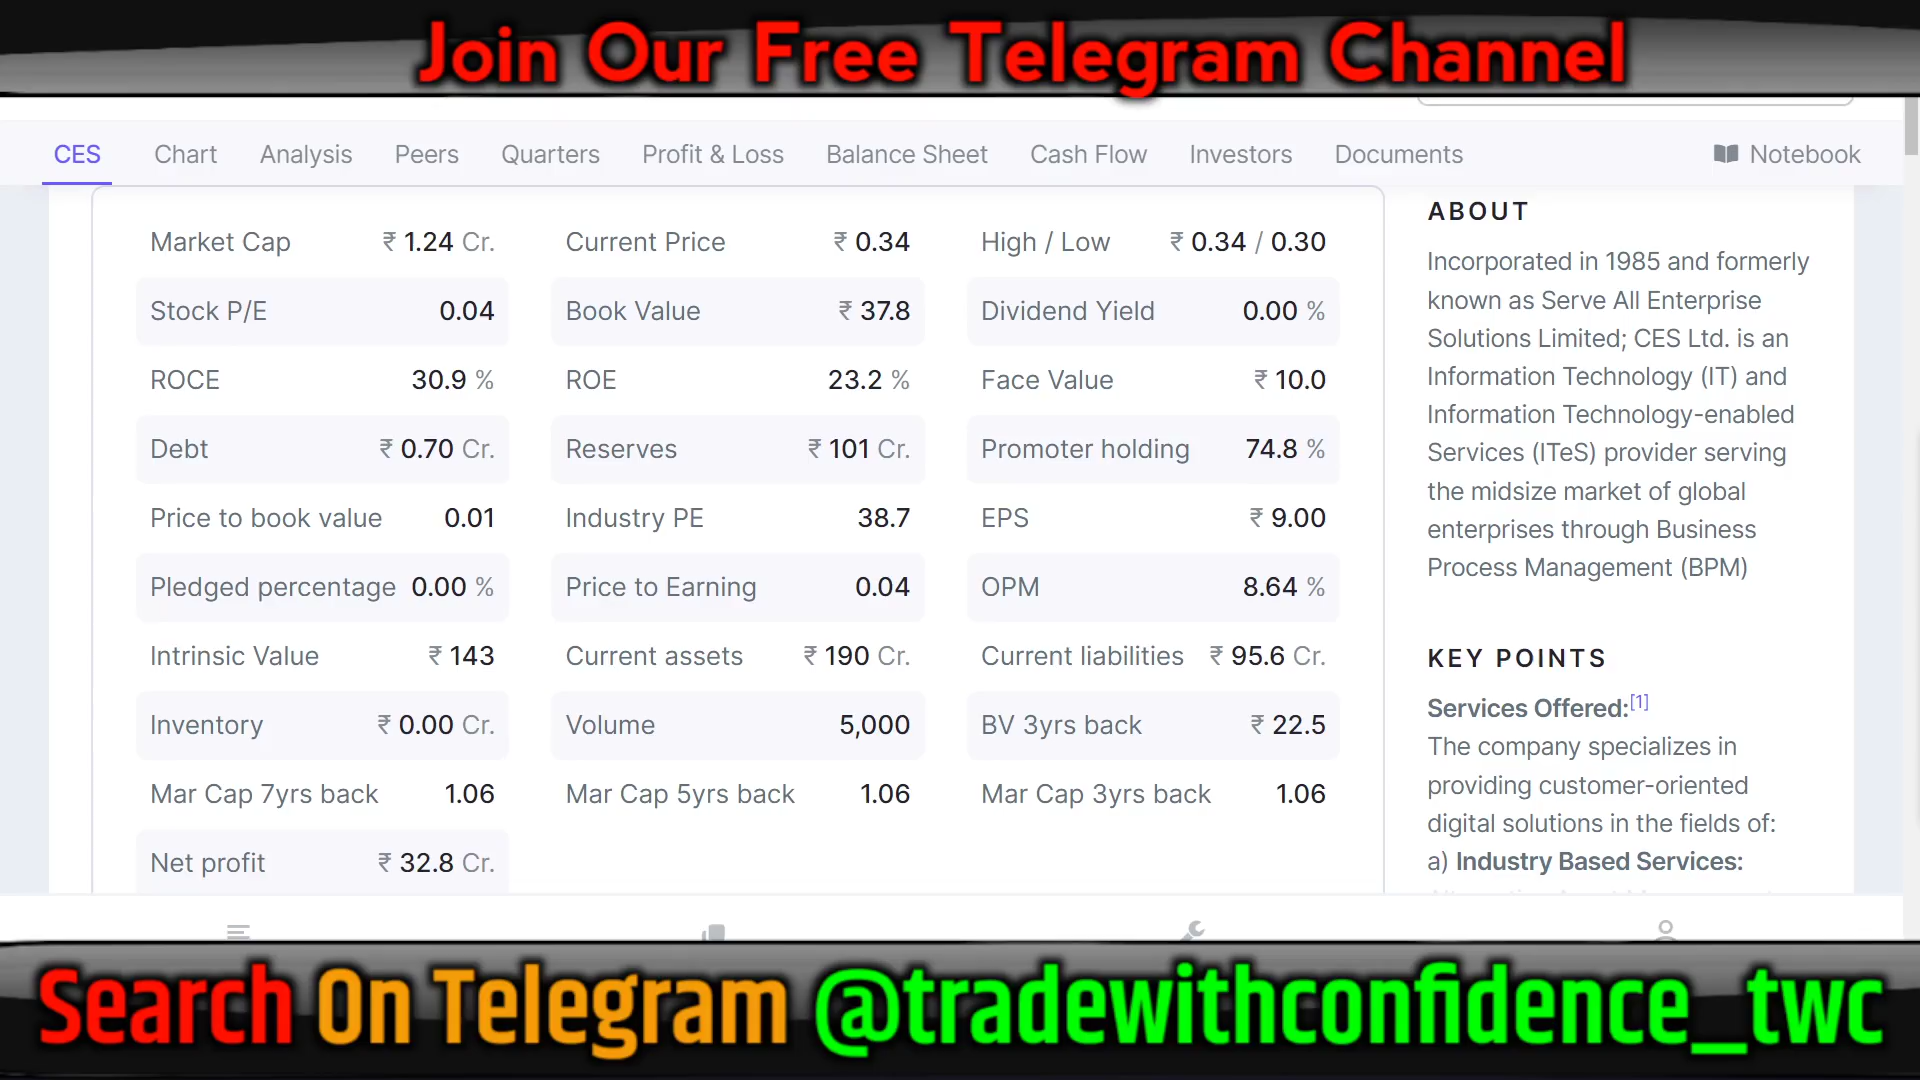 Join Our Free Telegram Channel
CES Chart Analysis Peers Quarters Profit & Loss Balance Sheet Cash Flow Investors Documents Notebook
Market Cap ₹ 1.24 Cr. Current Price ₹ 0.34 High / Low ₹ 0.34 / 0.30
Stock P/E 0.04 Book Value ₹ 37.8 Dividend Yield 0.00 %
ROCE 30.9 % ROE 23.2 % Face Value ₹ 10.0
Debt ₹ 0.70 Cr. Reserves ₹ 101 Cr. Promoter holding 74.8 %
Price to book value 0.01 Industry PE 38.7 EPS ₹ 9.00
Pledged percentage 0.00 % Price to Earning 0.04 OPM 8.64 %
Intrinsic Value ₹ 143 Current assets ₹ 190 Cr. Current liabilities ₹ 95.6 Cr.
Inventory ₹ 0.00 Cr. Volume 5,000 BV 3yrs back ₹ 22.5
Mar Cap 7yrs back 1.06 Mar Cap 5yrs back 1.06 Mar Cap 3yrs back 1.06
Net profit ₹ 32.8 Cr.
ABOUT
Incorporated in 1985 and formerly
known as Serve All Enterprise
Solutions Limited; CES Ltd. is an
Information Technology (IT) and
Information Technology-enabled
Services (ITeS) provider serving
the midsize market of global
enterprises through Business
Process Management (BPM)
KEY POINTS
Services Offered:[1]
The company specializes in
providing customer-oriented
digital solutions in the fields of:
a) Industry Based Services:
Search On Telegram @tradewithconfidence_twc